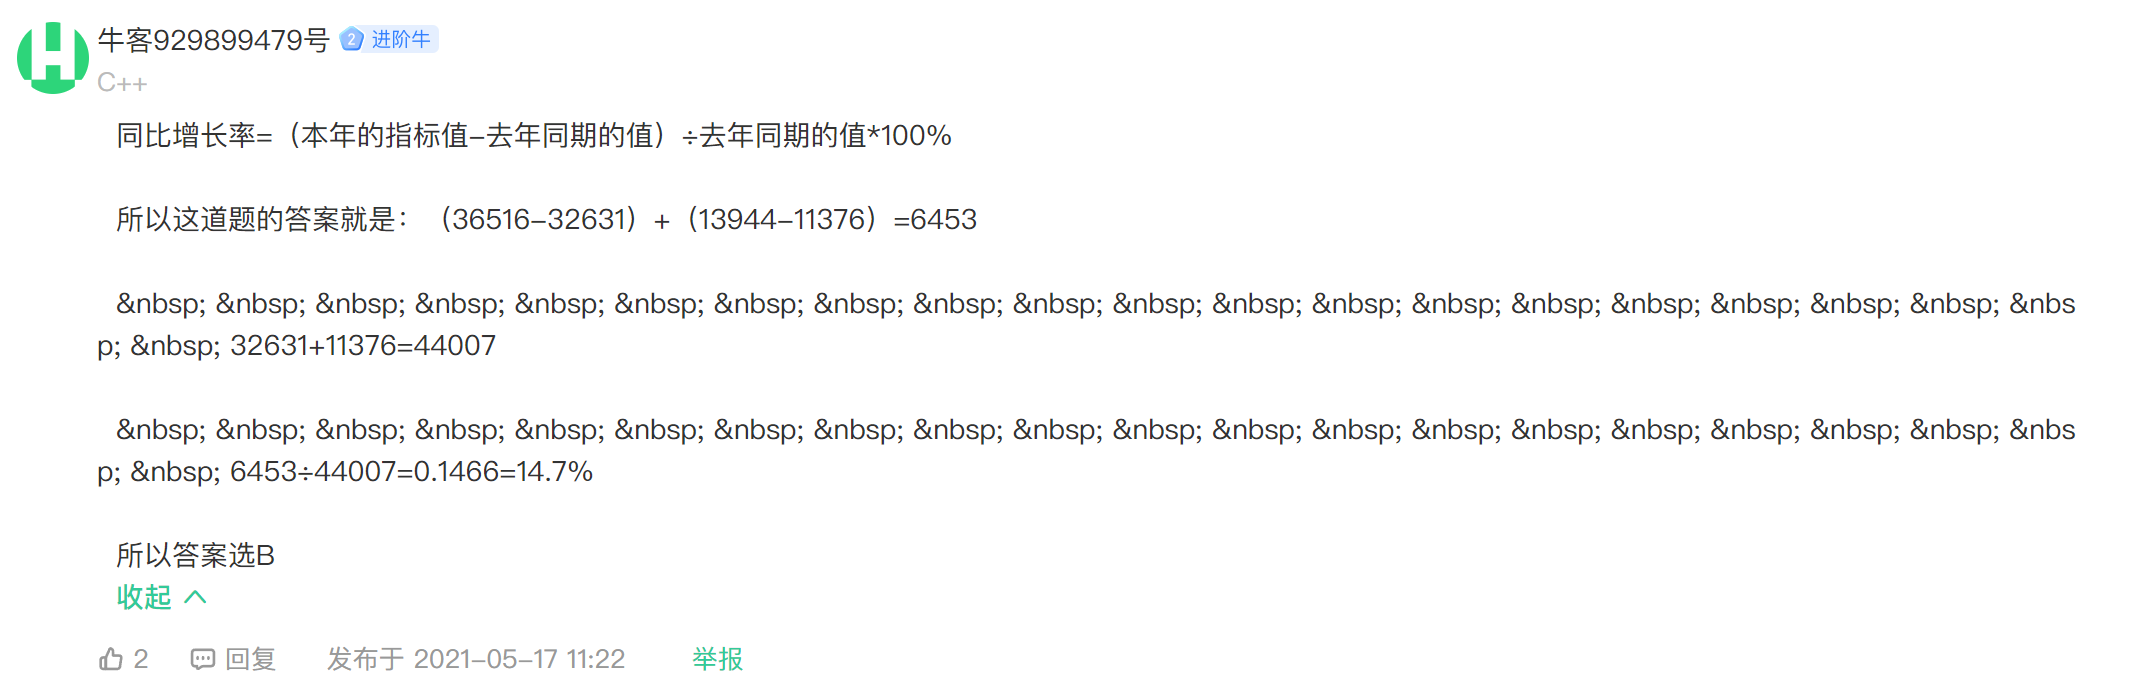 牛客929899479号 2 进阶牛
C++
同比增长率=（本年的指标值-去年同期的值）÷去年同期的值*100%
所以这道题的答案就是：（36516-32631）+（13944-11376）=6453
&nbsp; &nbsp; &nbsp; &nbsp; &nbsp; &nbsp; &nbsp; &nbsp; &nbsp; &nbsp; &nbsp; &nbsp; &nbsp; &nbsp; &nbsp; &nbsp; &nbsp; &nbsp; &nbsp; &nbs
p; &nbsp; 32631+11376=44007
&nbsp; &nbsp; &nbsp; &nbsp; &nbsp; &nbsp; &nbsp; &nbsp; &nbsp; &nbsp; &nbsp; &nbsp; &nbsp; &nbsp; &nbsp; &nbsp; &nbsp; &nbsp; &nbsp; &nbs
p; &nbsp; 6453÷44007=0.1466=14.7%
所以答案选B
收起
2 回复 发布于 2021-05-17 11:22 举报